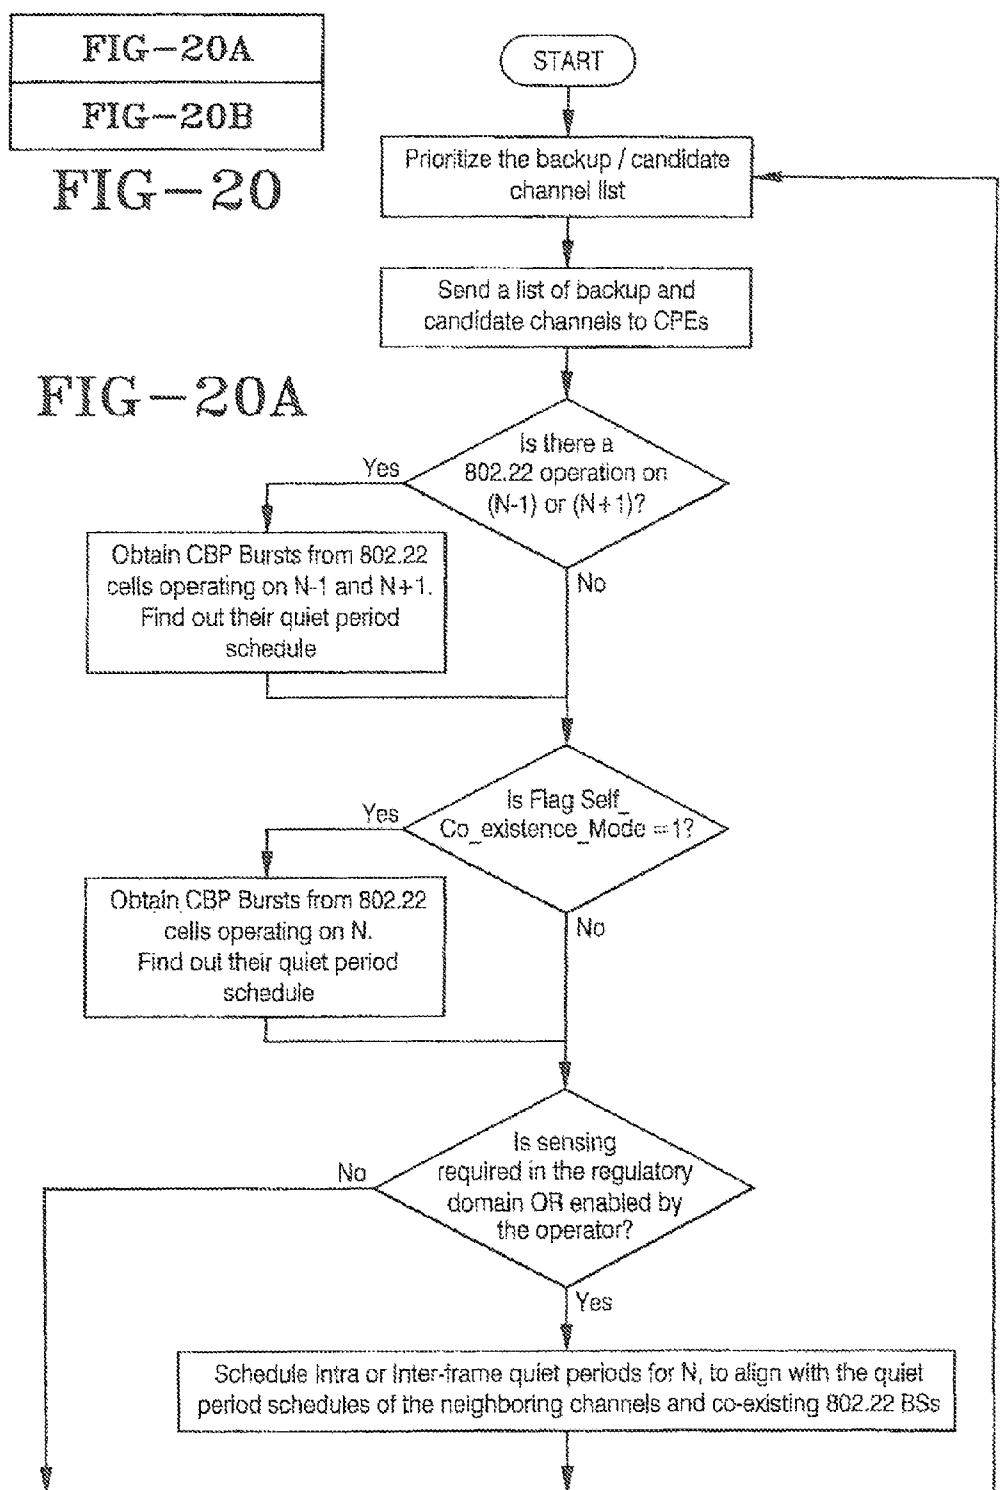 FIG-20A
FIG-20B
FIG-20
START
Prioritize the backup / candidate
channel list
Send a list of backup and
candidate channels to CPEs
FIG-20A
Is there a
802.22 operation on
(N-1) or (N+1)?
Yes
No
Obtain CBP Bursts from 802.22
cells operating on N-1 and N+1.
Find out their quiet period
schedule
Is Flag Self_
Co_existence_Mode = 1?
Yes
No
Obtain CBP Bursts from 802.22
cells operating on N.
Find out their quiet period
schedule
Is sensing
required in the regulatory
domain OR enabled by
the operator?
No
Yes
Schedule Intra or Inter-frame quiet periods for N, to align with the quiet
period schedules of the neighboring channels and co-existing 802.22 BSs